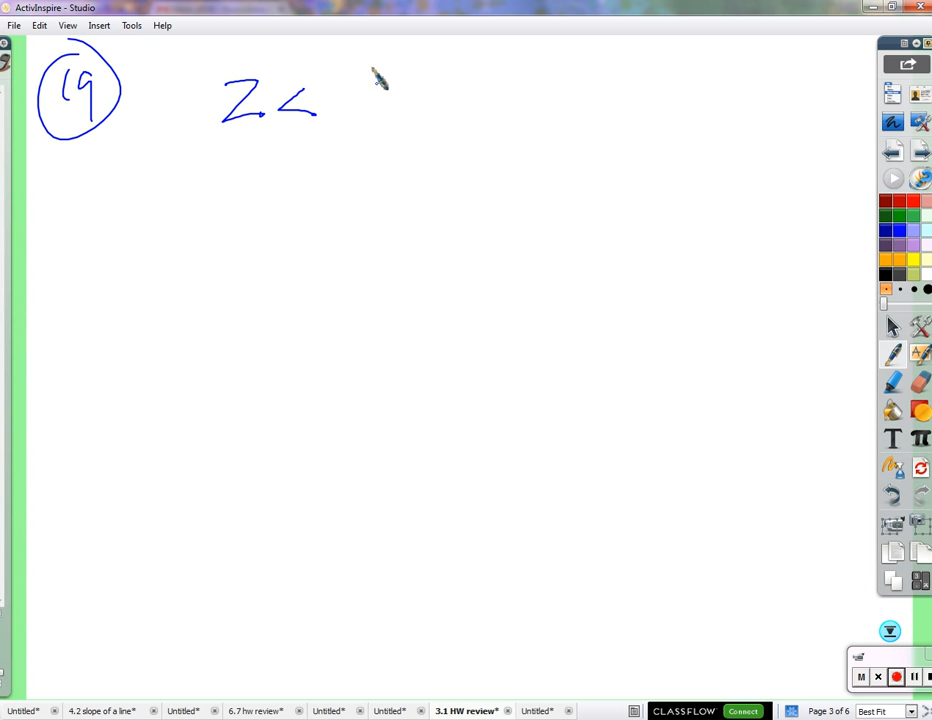 ActivInspire - Studio
File Edit View Insert Tools Help
19 Z <
Untitled* 4.2 slope of a line* Untitled* 6.7 hw review* Untitled* Untitled* 3.1 HW review* Untitled* CLASSFLOW Connect Page 3 of 6 Best Fit
M